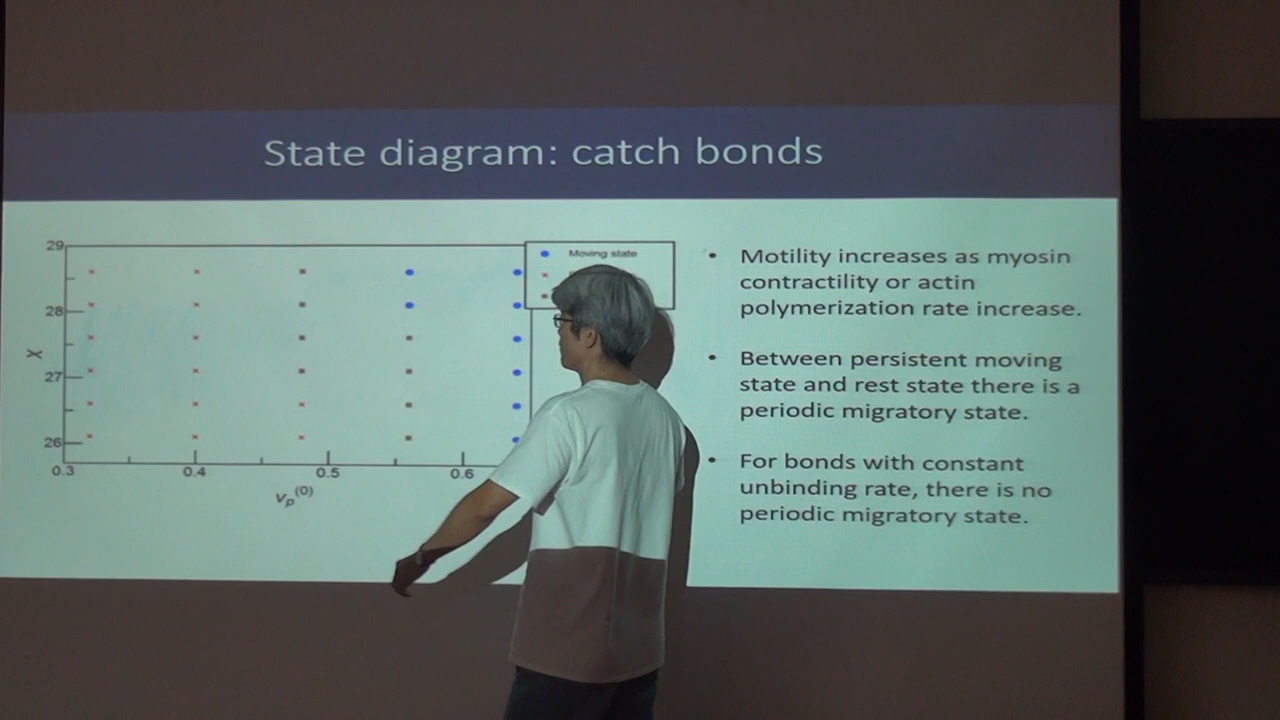 State diagram: catch bonds
29
28
27
26
χ
0.3 0.4 0.5 0.6
vₚ⁽⁰⁾
Moving state
• Motility increases as myosin
contractility or actin
polymerization rate increase.
• Between persistent moving
state and rest state there is a
periodic migratory state.
• For bonds with constant
unbinding rate, there is no
periodic migratory state.